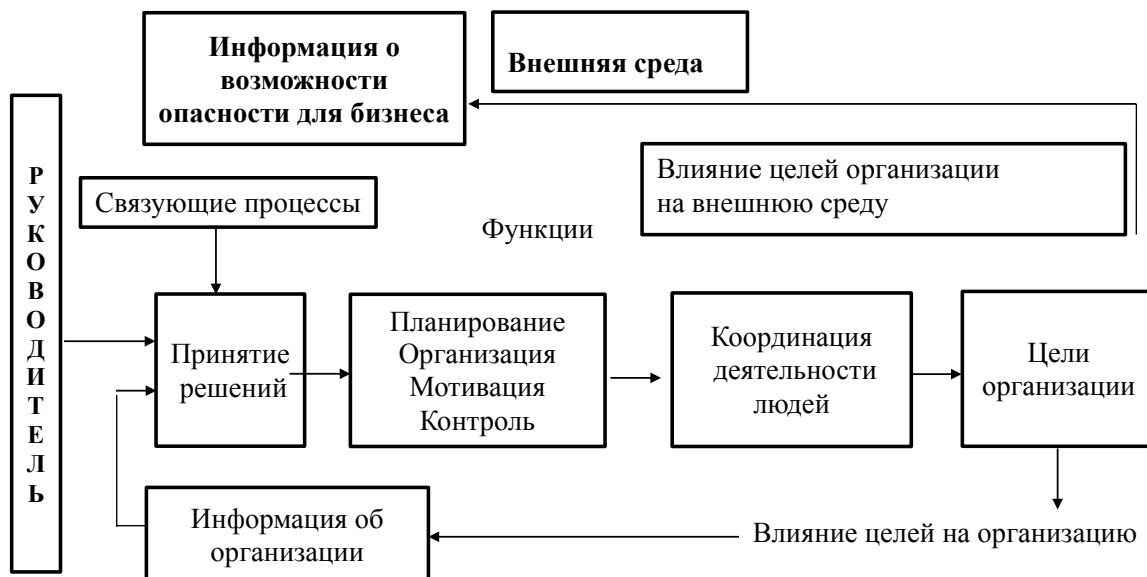 Информация о
возможности
опасности для бизнеса
Внешняя среда
РУКОВОДИТЕЛЬ
Влияние целей организации
на внешнюю среду
Связующие процессы
Функции
Принятие
решений
Планирование
Организация
Мотивация
Контроль
Координация
деятельности
людей
Цели
организации
Информация об
организации
Влияние целей на организацию